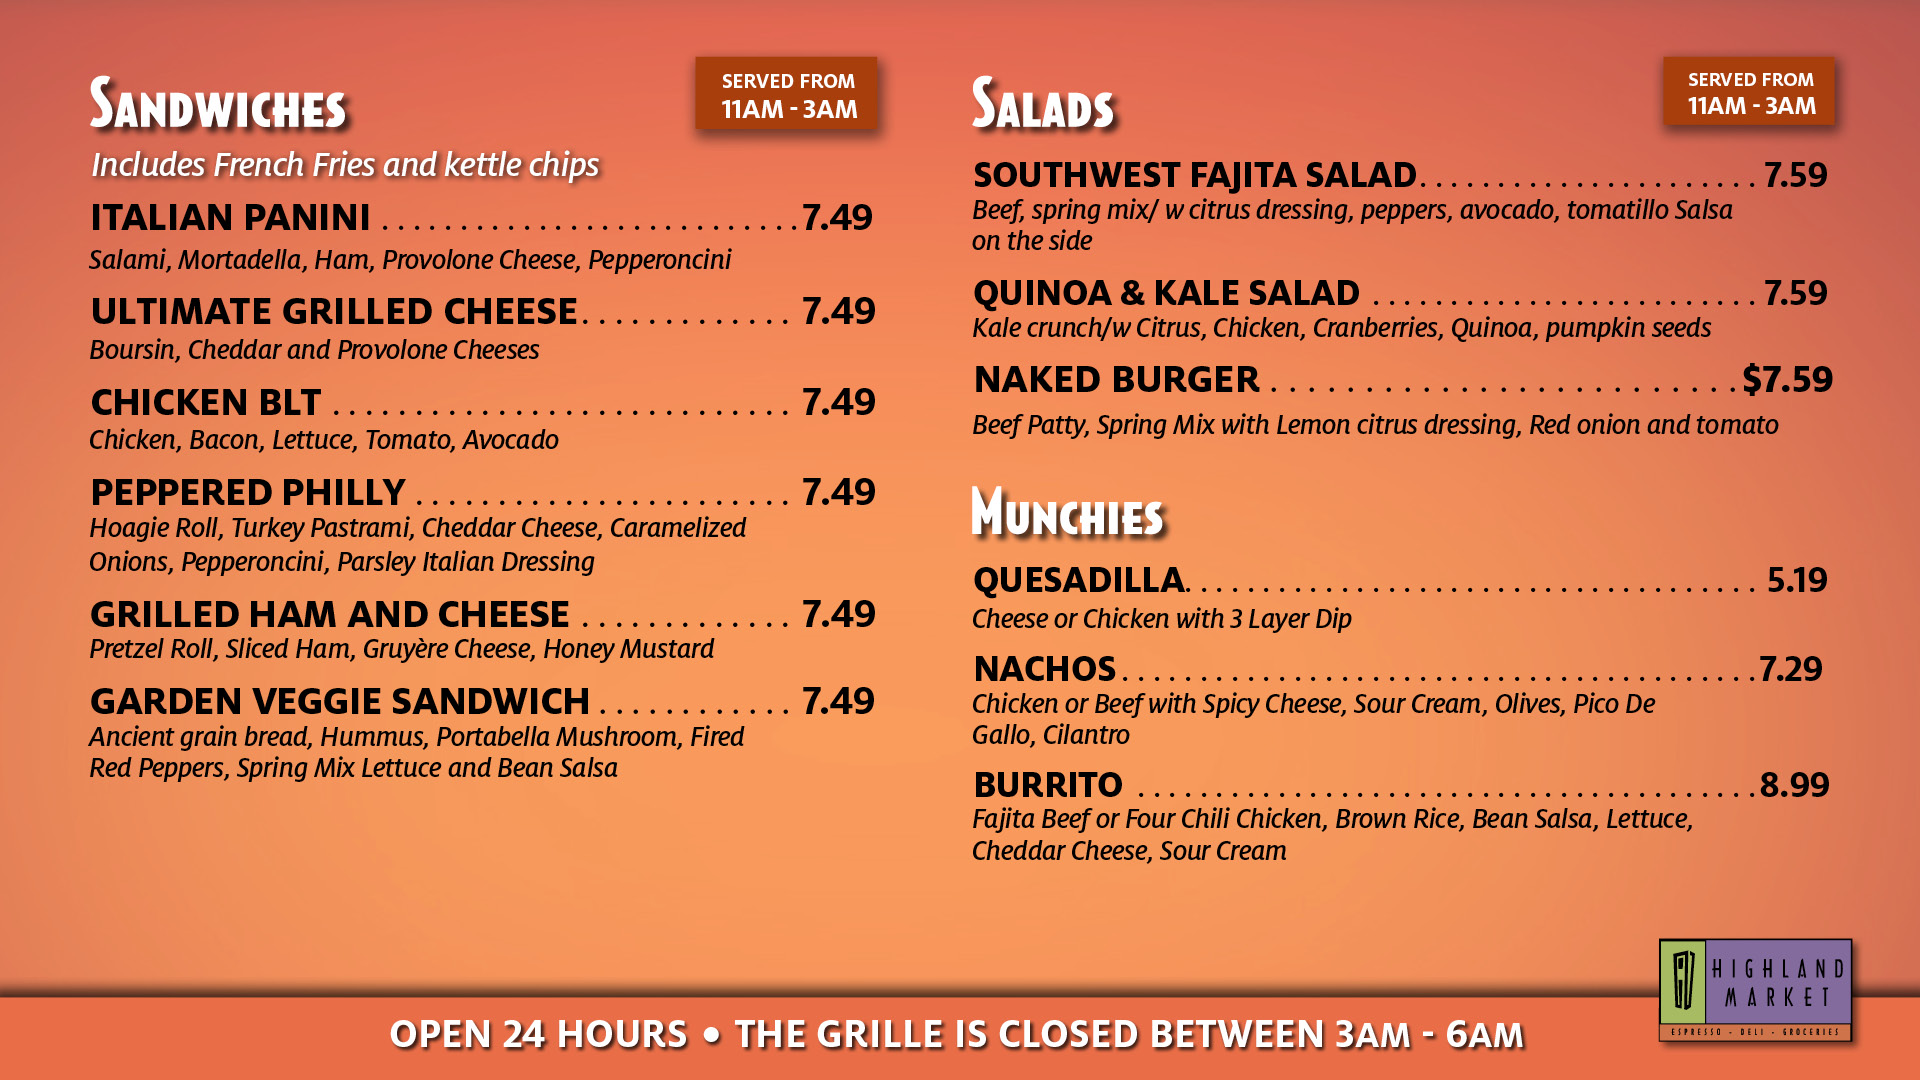 SANDWICHES
SERVED FROM
11AM - 3AM
Includes French Fries and kettle chips
ITALIAN PANINI . . . . . . . . . . . . . . . . . . . . . . . . . . . 7.49
Salami, Mortadella, Ham, Provolone Cheese, Pepperoncini
ULTIMATE GRILLED CHEESE. . . . . . . . . . . . . 7.49
Boursin, Cheddar and Provolone Cheeses
CHICKEN BLT . . . . . . . . . . . . . . . . . . . . . . . . . . . . . 7.49
Chicken, Bacon, Lettuce, Tomato, Avocado
PEPPERED PHILLY . . . . . . . . . . . . . . . . . . . . . . . . 7.49
Hoagie Roll, Turkey Pastrami, Cheddar Cheese, Caramelized
Onions, Pepperoncini, Parsley Italian Dressing
GRILLED HAM AND CHEESE . . . . . . . . . . . . . 7.49
Pretzel Roll, Sliced Ham, Gruyère Cheese, Honey Mustard
GARDEN VEGGIE SANDWICH . . . . . . . . . . . . 7.49
Ancient grain bread, Hummus, Portabella Mushroom, Fired
Red Peppers, Spring Mix Lettuce and Bean Salsa
SALADS
SERVED FROM
11AM - 3AM
SOUTHWEST FAJITA SALAD. . . . . . . . . . . . . . . . . . . . . . 7.59
Beef, spring mix/ w citrus dressing, peppers, avocado, tomatillo Salsa
on the side
QUINOA & KALE SALAD . . . . . . . . . . . . . . . . . . . . . . . . . 7.59
Kale crunch/w Citrus, Chicken, Cranberries, Quinoa, pumpkin seeds
NAKED BURGER . . . . . . . . . . . . . . . . . . . . . . . . . $7.59
Beef Patty, Spring Mix with Lemon citrus dressing, Red onion and tomato
MUNCHIES
QUESADILLA. . . . . . . . . . . . . . . . . . . . . . . . . . . . . . . . . . . . . 5.19
Cheese or Chicken with 3 Layer Dip
NACHOS . . . . . . . . . . . . . . . . . . . . . . . . . . . . . . . . . . . . . . . . . 7.29
Chicken or Beef with Spicy Cheese, Sour Cream, Olives, Pico De
Gallo, Cilantro
BURRITO . . . . . . . . . . . . . . . . . . . . . . . . . . . . . . . . . . . . . . . . 8.99
Fajita Beef or Four Chili Chicken, Brown Rice, Bean Salsa, Lettuce,
Cheddar Cheese, Sour Cream
HIGHLAND
MARKET
ESPRESSO - DELI - GROCERIES
OPEN 24 HOURS • THE GRILLE IS CLOSED BETWEEN 3AM - 6AM